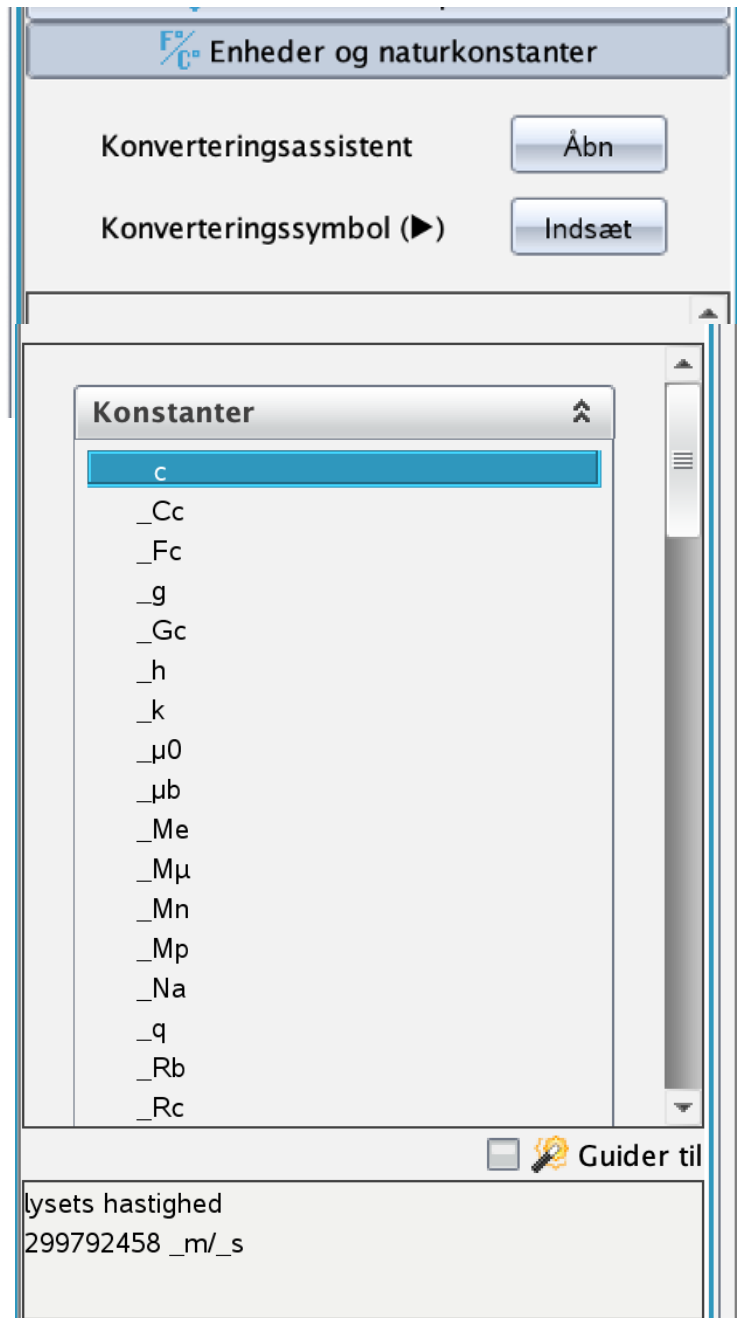 F°/C° Enheder og naturkonstanter
Konverteringsassistent Åbn
Konverteringssymbol (▶) Indsæt
Konstanter
_c
_Cc
_Fc
_g
_Gc
_h
_k
_µ0
_µb
_Me
_Mµ
_Mn
_Mp
_Na
_q
_Rb
_Rc
Guider til
lysets hastighed
299792458 _m/_s